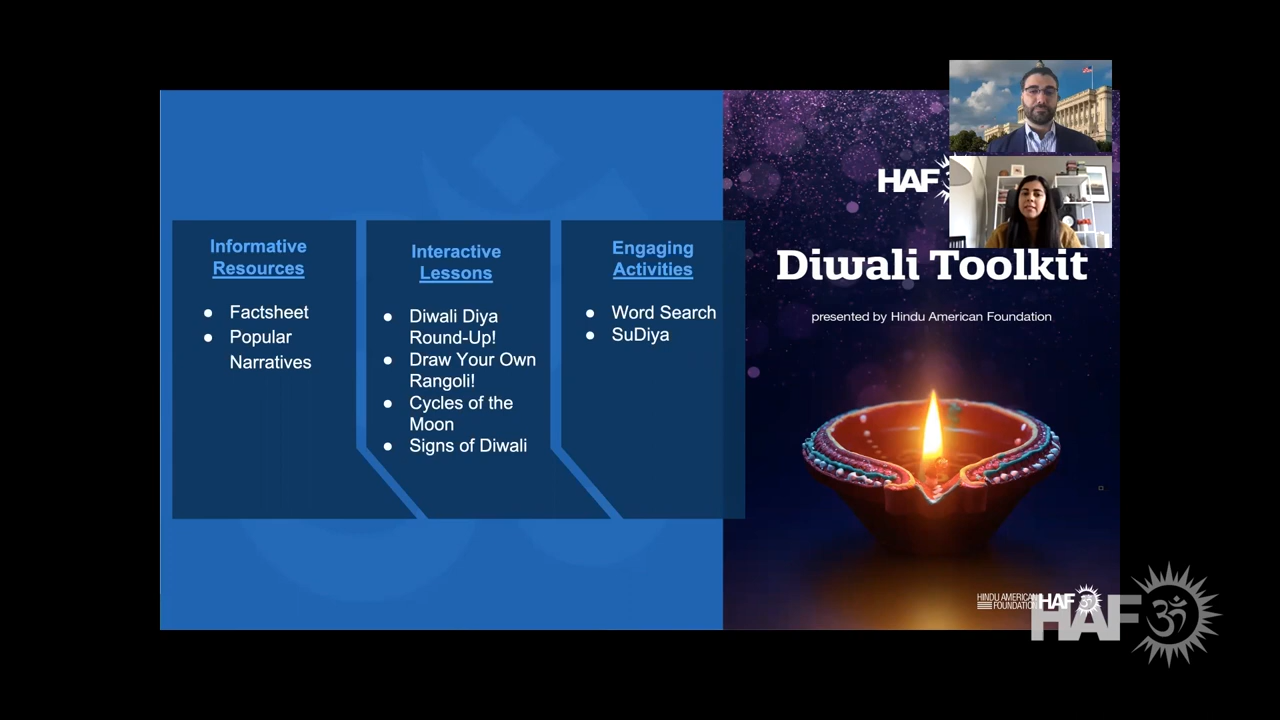 Informative
Resources
● Factsheet
● Popular
Narratives
Interactive
Lessons
● Diwali Diya
Round-Up!
● Draw Your Own
Rangoli!
● Cycles of the
Moon
● Signs of Diwali
Engaging
Activities
● Word Search
● SuDiya
HAF
Diwali Toolkit
presented by Hindu American Foundation
HINDU AMERICAN
FOUNDATION
HAF ॐ
HAF ॐ